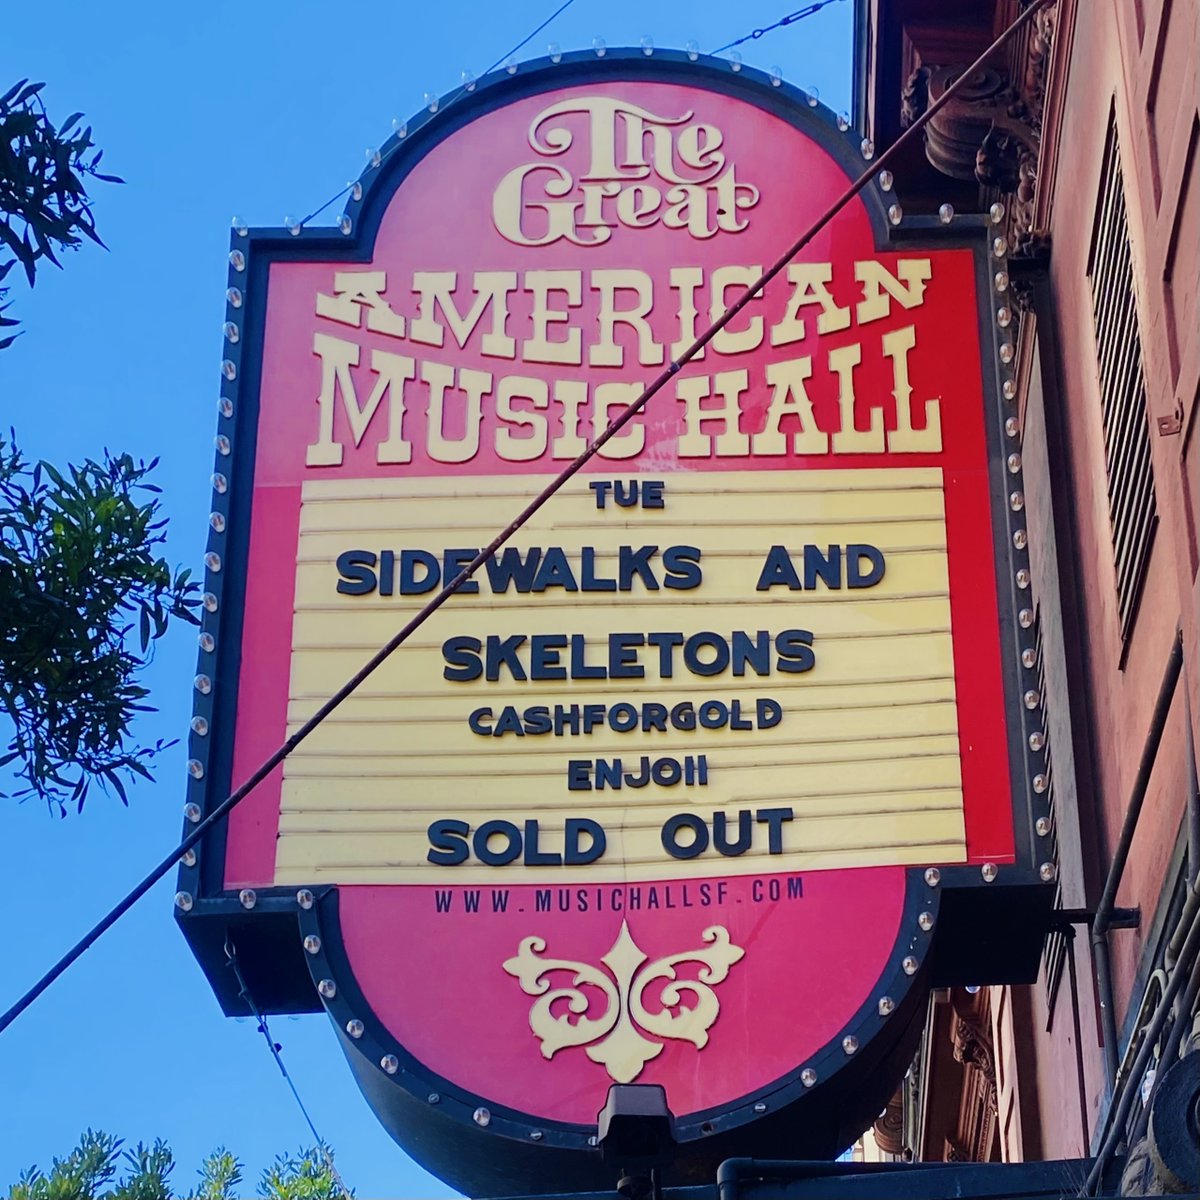 The
Great
AMERICAN
MUSIC HALL
TUE
SIDEWALKS AND
SKELETONS
CASHFORGOLD
ENJOII
SOLD OUT
WWW.MUSICHALLSF.COM